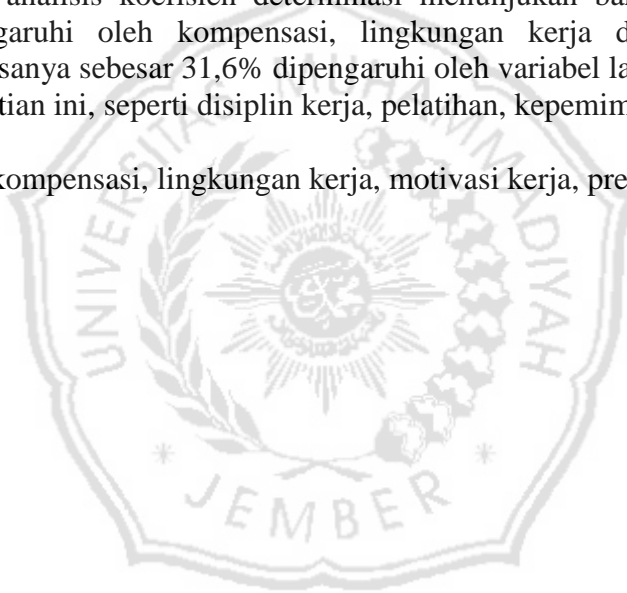 analisis koefisien determinasi menunjukan ba
garuhi oleh kompensasi, lingkungan kerja d
sanya sebesar 31,6% dipengaruhi oleh variabel la
tian ini, seperti disiplin kerja, pelatihan, kepemim
kompensasi, lingkungan kerja, motivasi kerja, pre
UNIVERSITAS MUHAMMADIYAH
* JEMBER *